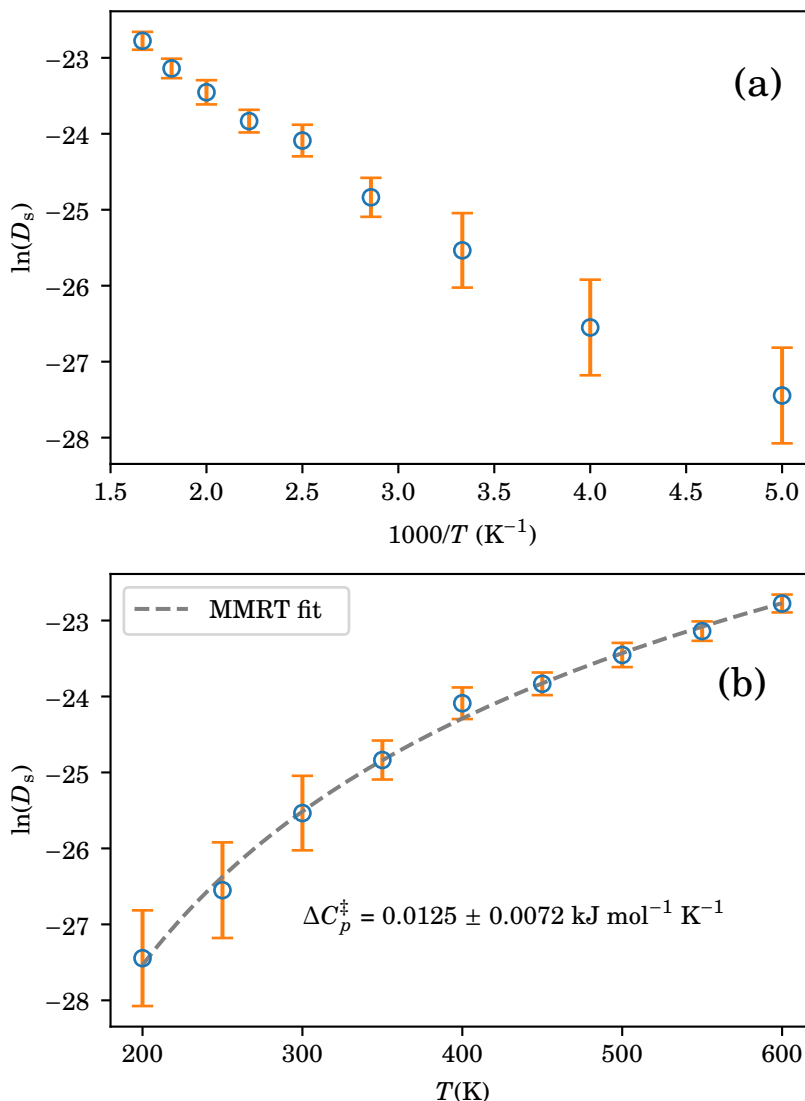 −23
−24
−25
−26
−27
−28
ln(Dₛ)
(a)
1.5 2.0 2.5 3.0 3.5 4.0 4.5 5.0
1000/T (K⁻¹)
MMRT fit
−23
−24
−25
−26
−27
−28
ln(Dₛ)
(b)
ΔC‡ₚ = 0.0125 ± 0.0072 kJ mol⁻¹ K⁻¹
200 300 400 500 600
T(K)